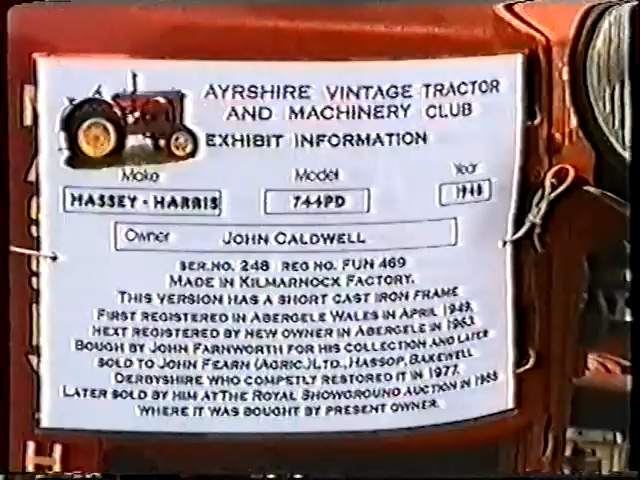 AYRSHIRE VINTAGE TRACTOR
AND MACHINERY CLUB
EXHIBIT INFORMATION
Make Model Year
MASSEY-HARRIS 744PD 1948
Owner JOHN CALDWELL
SER.NO. 248 REG NO. FUN 469
MADE IN KILMARNOCK FACTORY.
THIS VERSION HAS A SHORT CAST IRON FRAME
FIRST REGISTERED IN ABERGELE WALES IN APRIL 1949,
NEXT REGISTERED BY NEW OWNER IN ABERGELE IN 1963.
BOUGH BY JOHN FARNWORTH FOR HIS COLLECTION AND LATER
SOLD TO JOHN FEARN (AGRIC.) LTD., HASSOP, BAKEWELL
DERBYSHIRE WHO COMPETLY RESTORED IT IN 1977.
LATER SOLD BY HIM AT THE ROYAL SHOWGROUND AUCTION IN
WHERE IT WAS BOUGHT BY PRESENT OWNER.
H